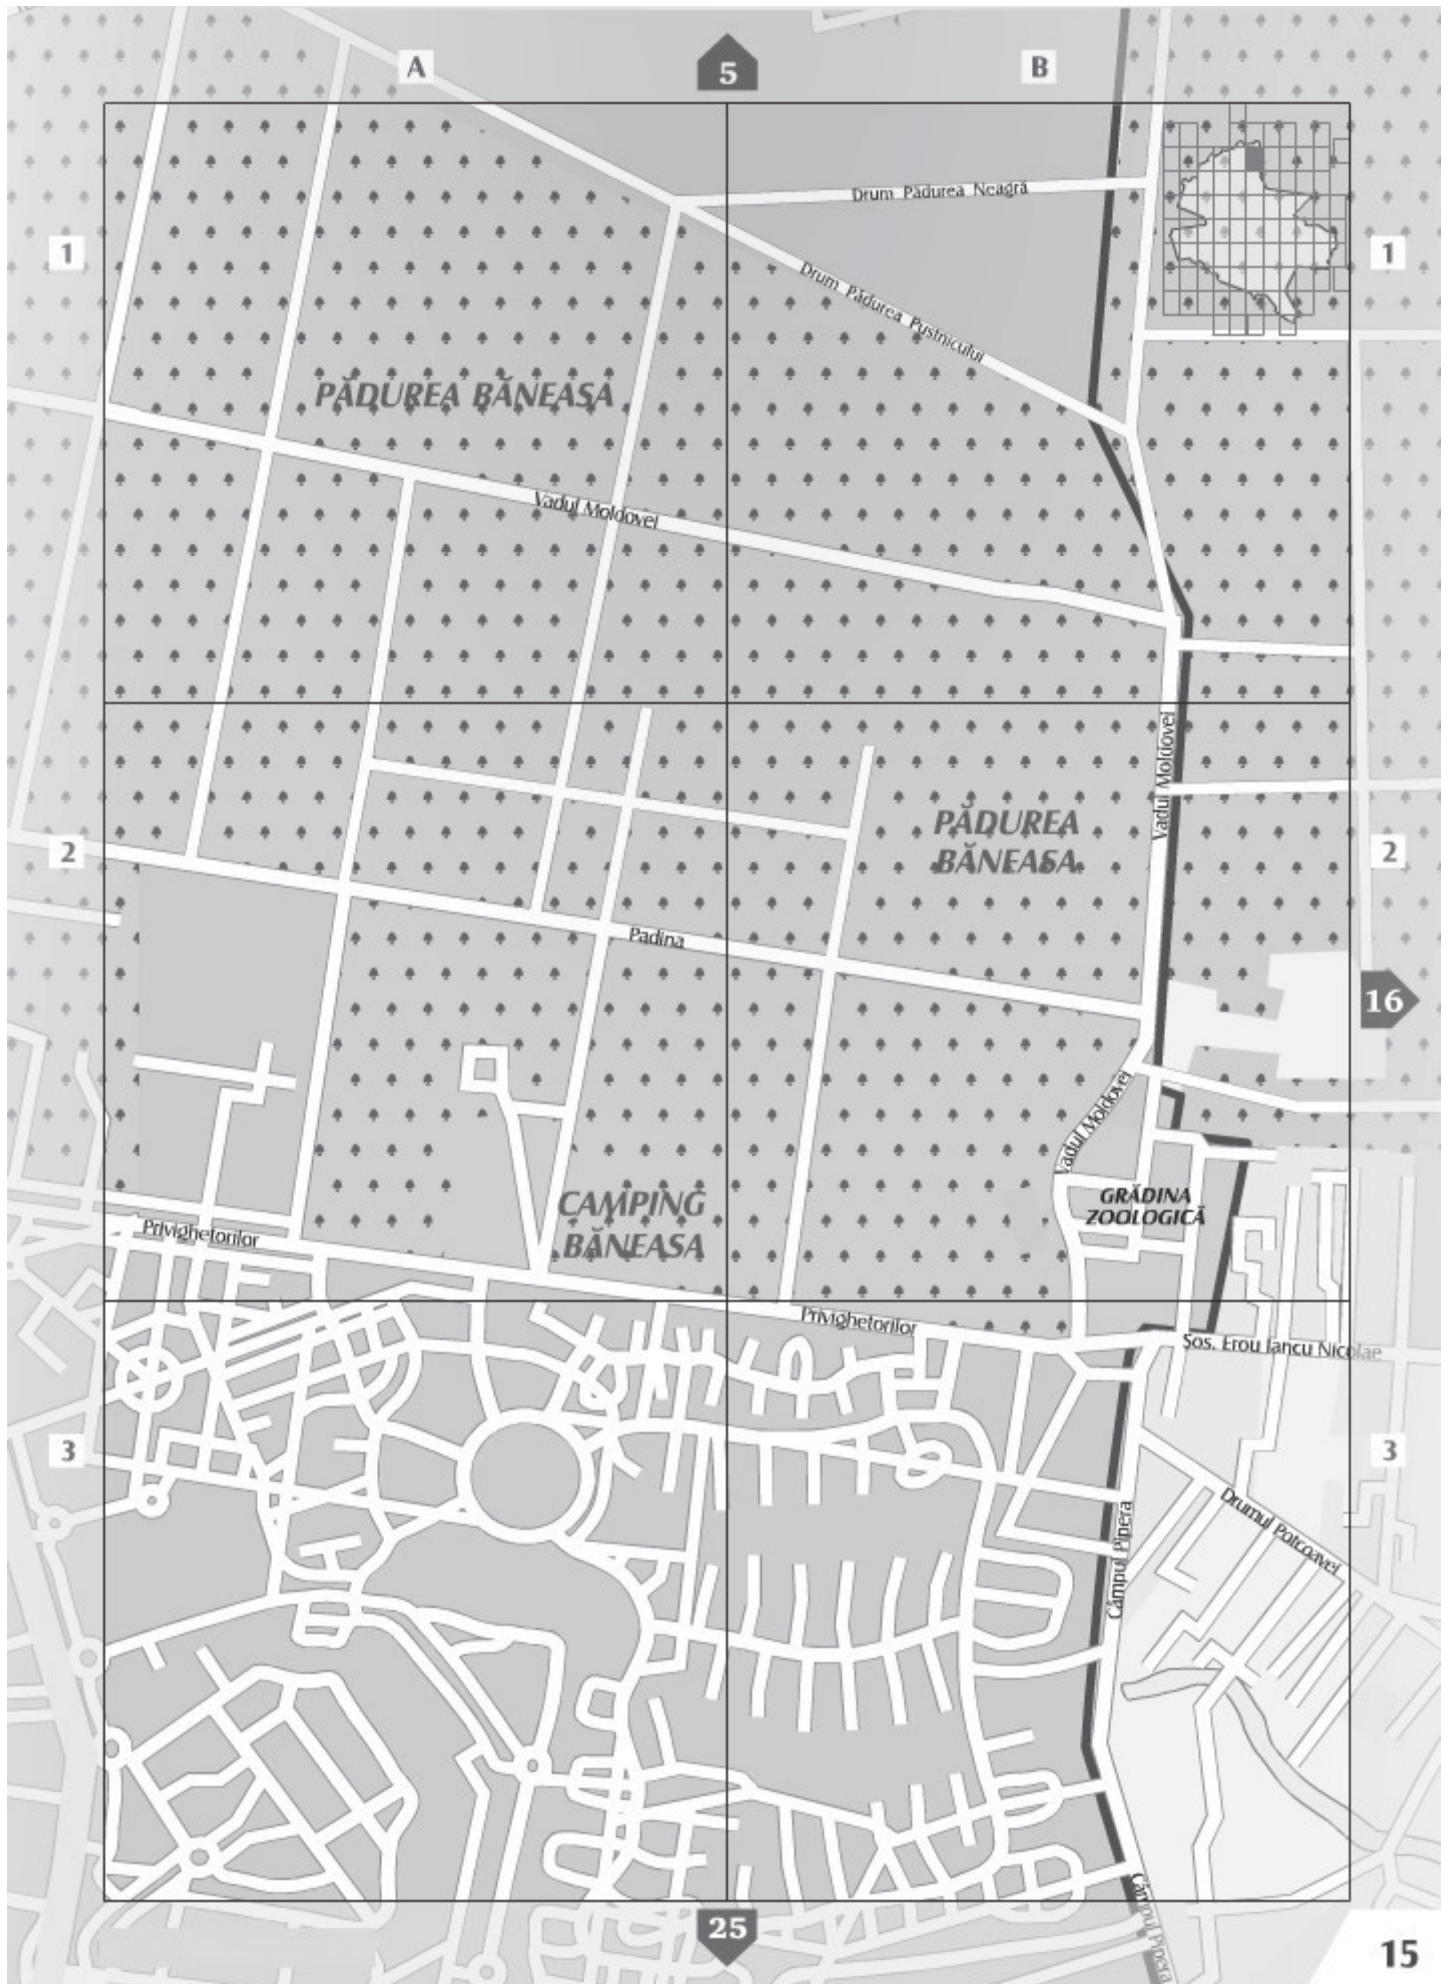 A
5
B
Drum Pădurea Neagră
1
1
Drum Pădurea Pustnicului
PĂDUREA BĂNEASA
Vadul Moldovei
Vadul Moldovei
PĂDUREA
BĂNEASA
2
2
Padina
16
Vadul Moldovei
CAMPING
BĂNEASA
GRĂDINA
ZOOLOGICĂ
Privighetorilor
Privighetorilor
Șos. Erou Iancu Nicolae
3
3
Drumul Potcoavei
Câmpul Pipera
Câmpul Pipera
25
15